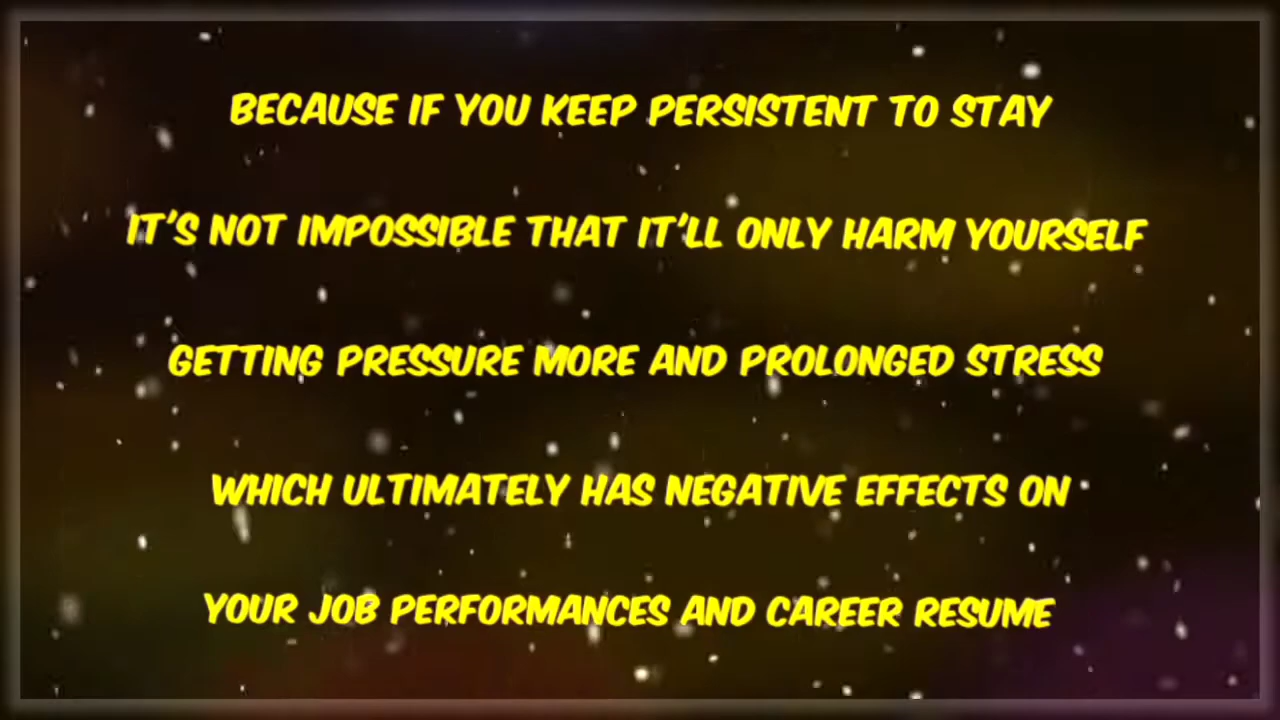 BECAUSE IF YOU KEEP PERSISTENT TO STAY
IT'S NOT IMPOSSIBLE THAT IT'LL ONLY HARM YOURSELF
GETTING PRESSURE MORE AND PROLONGED STRESS
WHICH ULTIMATELY HAS NEGATIVE EFFECTS ON
YOUR JOB PERFORMANCES AND CAREER RESUME